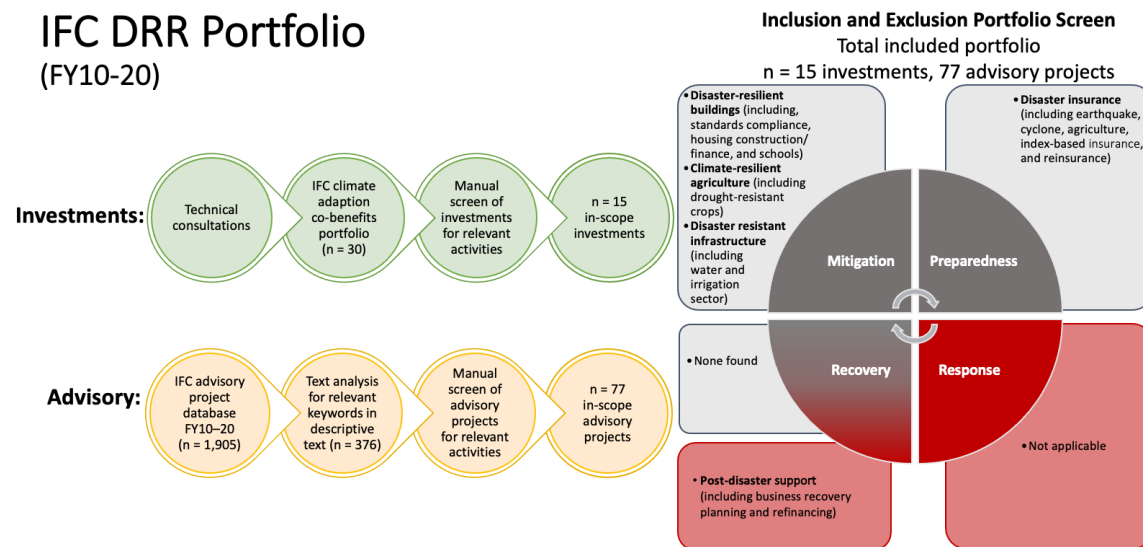 IFC DRR Portfolio
(FY10-20)
Inclusion and Exclusion Portfolio Screen
Total included portfolio
n = 15 investments, 77 advisory projects
Investments:
Technical
consultations
IFC climate
adaption
co-benefits
portfolio
(n = 30)
Manual
screen of
investments
for relevant
activities
n = 15
in-scope
investments
Advisory:
IFC advisory
project
database
FY10–20
(n = 1,905)
Text analysis
for relevant
keywords in
descriptive
text (n = 376)
Manual
screen of
advisory
projects
for relevant
activities
n = 77
in-scope
advisory
projects
•Disaster-resilient
buildings (including,
standards compliance,
housing construction/
finance, and schools)
•Climate-resilient
agriculture (including
drought-resistant
crops)
•Disaster resistant
infrastructure
(including
water and
irrigation
sector)
•Disaster insurance
(including earthquake,
cyclone, agriculture,
index-based insurance,
and reinsurance)
Mitigation
Preparedness
Recovery
Response
•None found
•Not applicable
• Post-disaster support
(including business recovery
planning and refinancing)